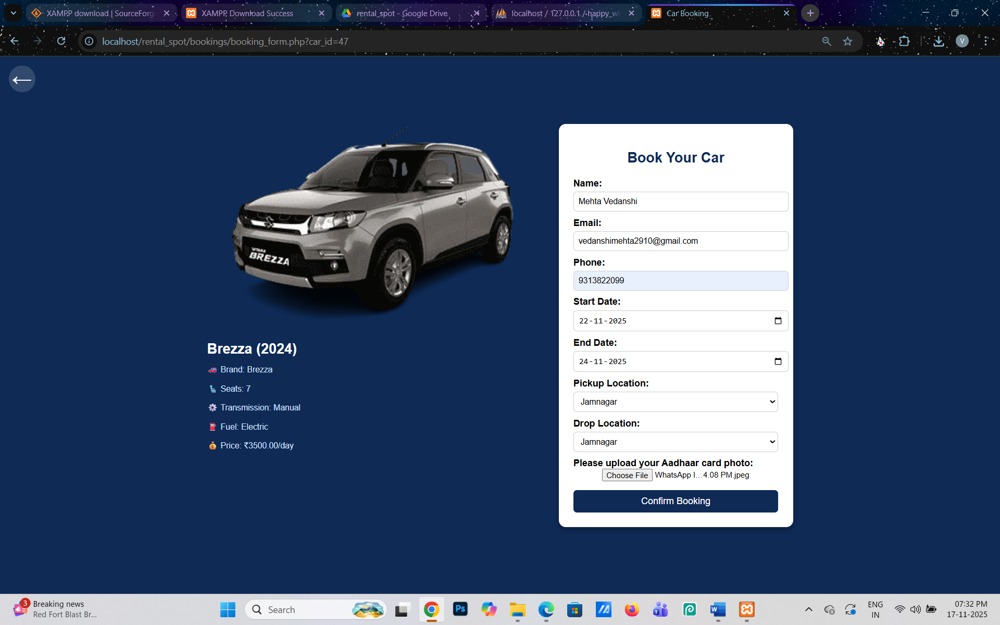 XAMPP download | SourceForg
XAMPP Download Success
rental_spot - Google Drive
localhost / 127.0.0.1 / happy_wh
Car Booking
localhost/rental_spot/bookings/booking_form.php?car_id=47
V
VITARA
BREZZA
Brezza (2024)
Brand: Brezza
Seats: 7
Transmission: Manual
Fuel: Electric
Price: ₹3500.00/day
Book Your Car
Name:
Mehta Vedanshi
Email:
vedanshimehta2910@gmail.com
Phone:
9313822099
Start Date:
22-11-2025
End Date:
24-11-2025
Pickup Location:
Jamnagar
Drop Location:
Jamnagar
Please upload your Aadhaar card photo:
Choose File WhatsApp I...4.08 PM.jpeg
Confirm Booking
3
Breaking news
Red Fort Blast Br...
Search
Ps
ENG
IN
07:32 PM
17-11-2025